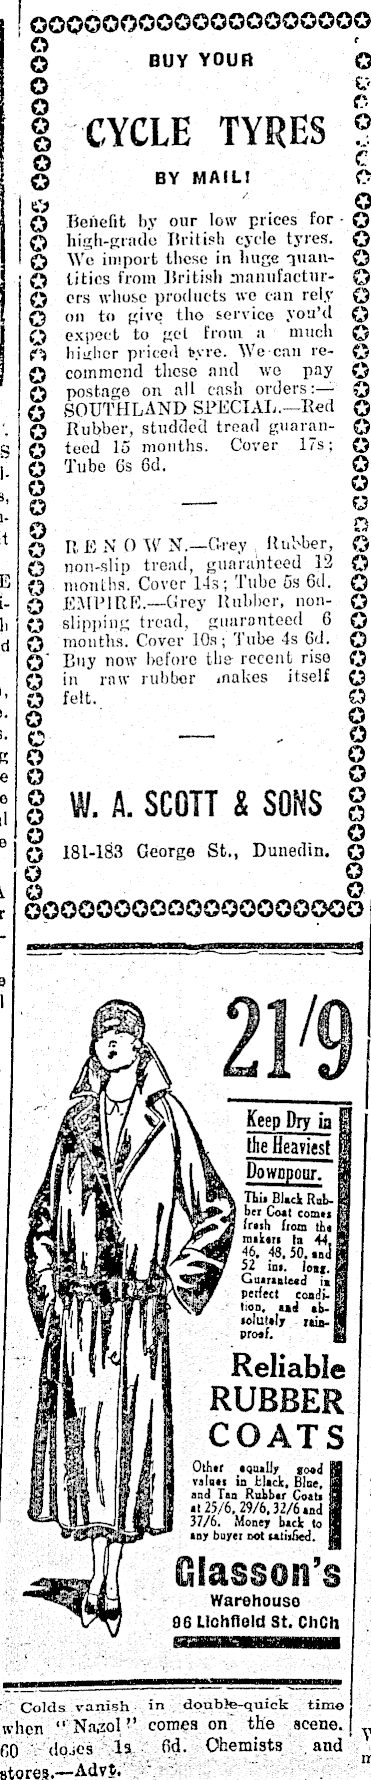 BUY YOUR
CYCLE TYRES
BY MAIL!
Benefit by our low prices for
high-grade British cycle tyres.
We import these in huge quan-
tities from British manufactur-
ers whose products we can rely
on to give the service you'd
expect to get from a much
higher priced tyre. We can re-
commend these and we pay
postage on all cash orders:—
SOUTHLAND SPECIAL.—Red
Rubber, studded tread guaran-
teed 15 months. Cover 17s;
Tube 6s 6d.
RENOWN.—Grey Rubber,
non-slip tread, guaranteed 12
months. Cover 14s; Tube 5s 6d.
EMPIRE.—Grey Rubber, non-
slipping tread, guaranteed 6
months. Cover 10s; Tube 4s 6d.
Buy now before the recent rise
in raw rubber makes itself
felt.
W. A. SCOTT & SONS
181-183 George St., Dunedin.
21/9
Keep Dry in
the Heaviest
Downpour.
This Black Rub-
ber Coat comes
fresh from the
makers in 44,
46, 48, 50, and
52 ins. long.
Guaranteed in
perfect condi-
tion, and ab-
solutely rain-
proof.
Reliable
RUBBER
COATS
Other equally good
values in Black, Blue,
and Tan Rubber Coats
at 25/6, 29/6, 32/6 and
37/6. Money back to
any buyer not satisfied.
Glasson's
Warehouse
96 Lichfield St. ChCh
Colds vanish in double-quick time
when "Nazol" comes on the scene.
60 doses 1s 6d. Chemists and
stores.—Advt.